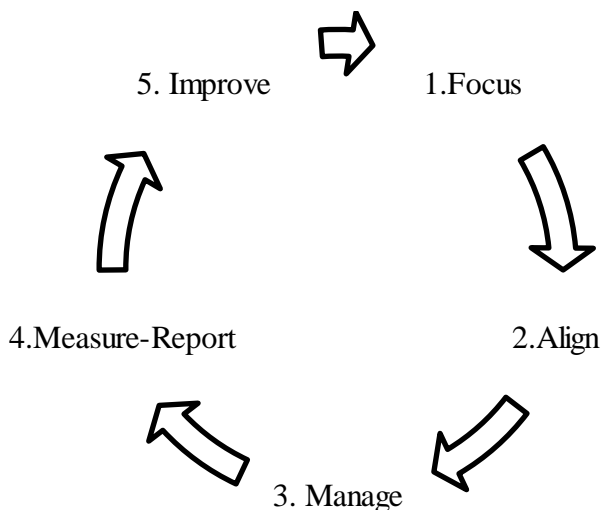 5. Improve
1.Focus
4.Measure-Report
2.Align
3. Manage